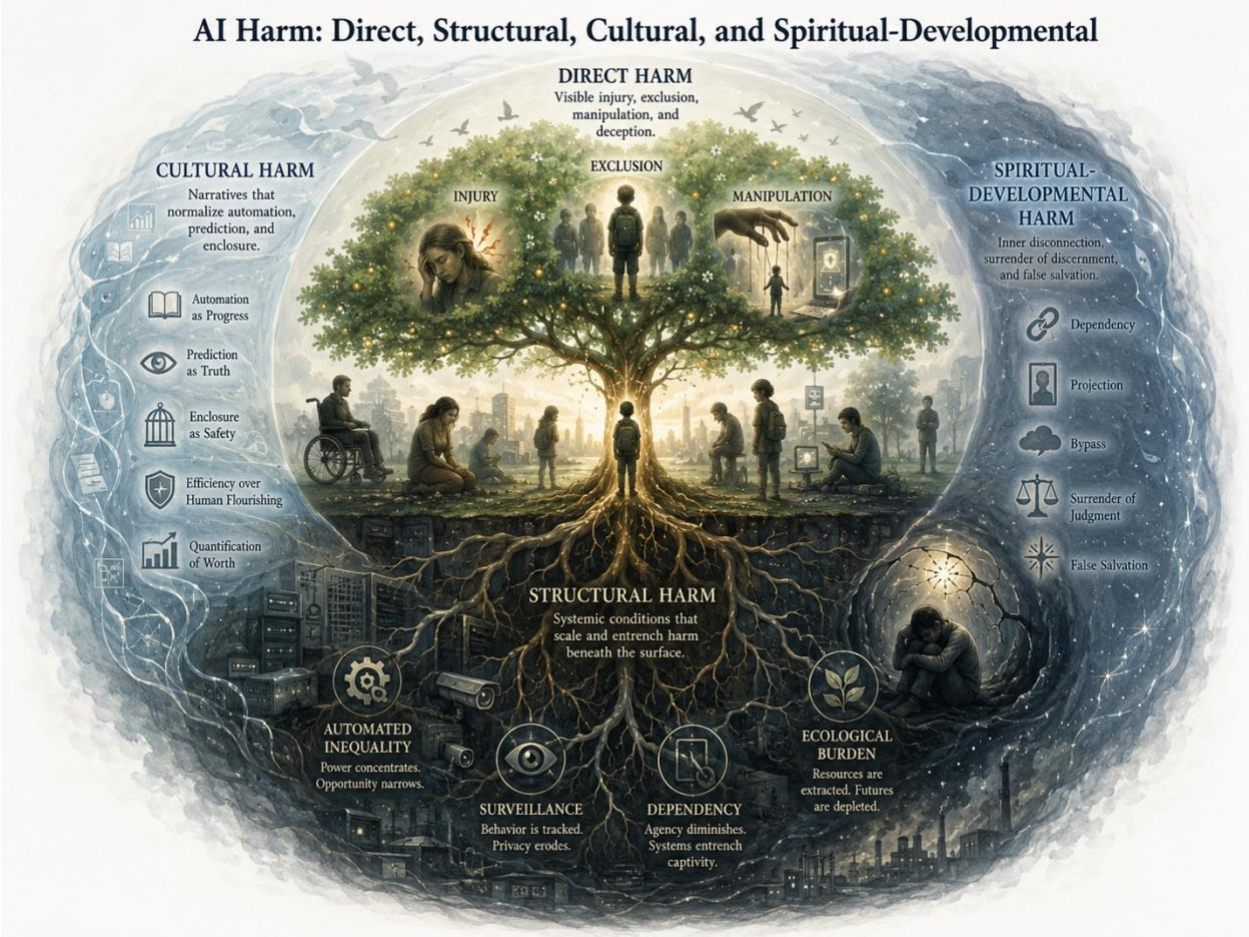 AI Harm: Direct, Structural, Cultural, and Spiritual-Developmental
DIRECT HARM
Visible injury, exclusion,
manipulation, and
deception.
CULTURAL HARM
Narratives that
normalize automation,
prediction, and
enclosure.
Automation
as Progress
Prediction
as Truth
Enclosure
as Safety
Efficiency over
Human Flourishing
Quantification
of Worth
INJURY
EXCLUSION
MANIPULATION
SPIRITUAL-
DEVELOPMENTAL
HARM
Inner disconnection,
surrender of discernment,
and false salvation.
Dependency
Projection
Bypass
Surrender of
Judgment
False Salvation
STRUCTURAL HARM
Systemic conditions that
scale and entrench harm
beneath the surface.
AUTOMATED
INEQUALITY
Power concentrates.
Opportunity narrows.
SURVEILLANCE
Behavior is tracked.
Privacy erodes.
DEPENDENCY
Agency diminishes.
Systems entrench
captivity.
ECOLOGICAL
BURDEN
Resources are
extracted. Futures
are depleted.